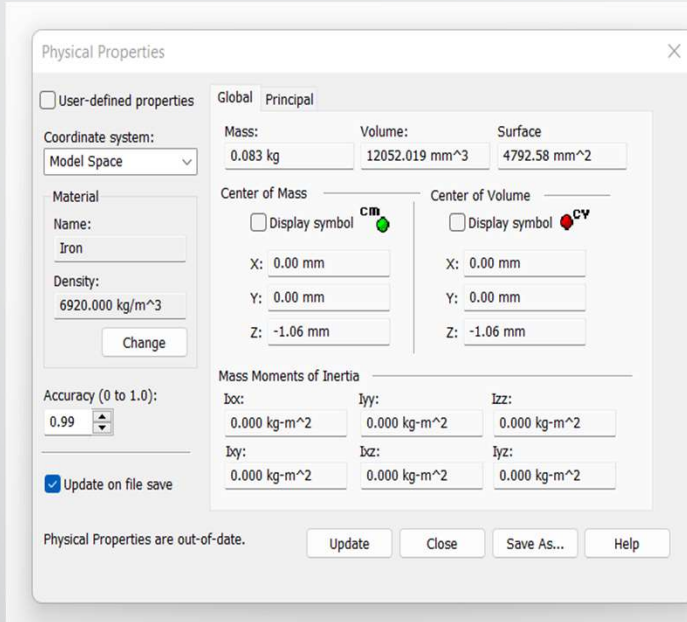 Physical Properties
User-defined properties
Coordinate system:
Model Space
Material
Name:
Iron
Density:
6920.000 kg/m^3
Change
Accuracy (0 to 1.0):
0.99
Update on file save
Physical Properties are out-of-date.
Global Principal
Mass: Volume: Surface
0.083 kg 12052.019 mm^3 4792.58 mm^2
Center of Mass
Display symbol cm
X: 0.00 mm
Y: 0.00 mm
Z: -1.06 mm
Center of Volume
Display symbol CV
X: 0.00 mm
Y: 0.00 mm
Z: -1.06 mm
Mass Moments of Inertia
Ixx: Iyy: Izz:
0.000 kg-m^2 0.000 kg-m^2 0.000 kg-m^2
Ixy: Ixz: Iyz:
0.000 kg-m^2 0.000 kg-m^2 0.000 kg-m^2
Update Close Save As... Help